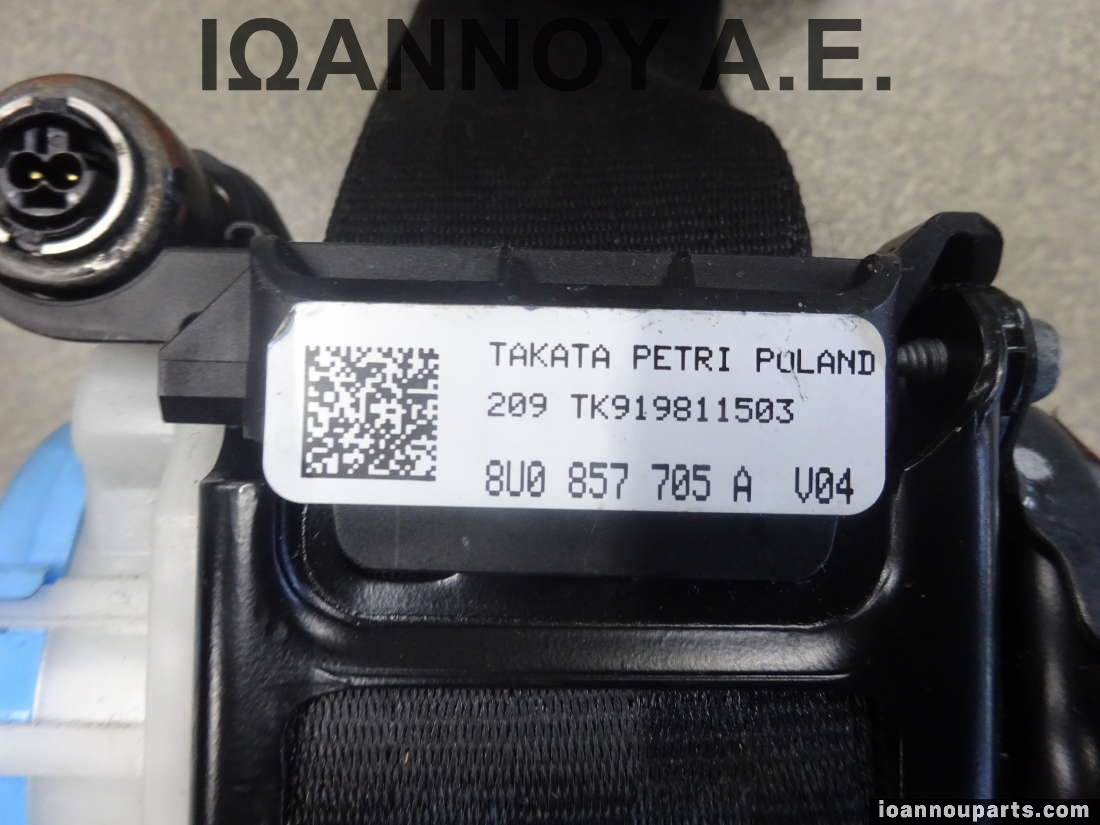 ΙΩΑΝΝΟΥ Α.Ε.
TAKATA PETRI POLAND
209 TK919811503
8U0 857 705 A V04
ioannouparts.com